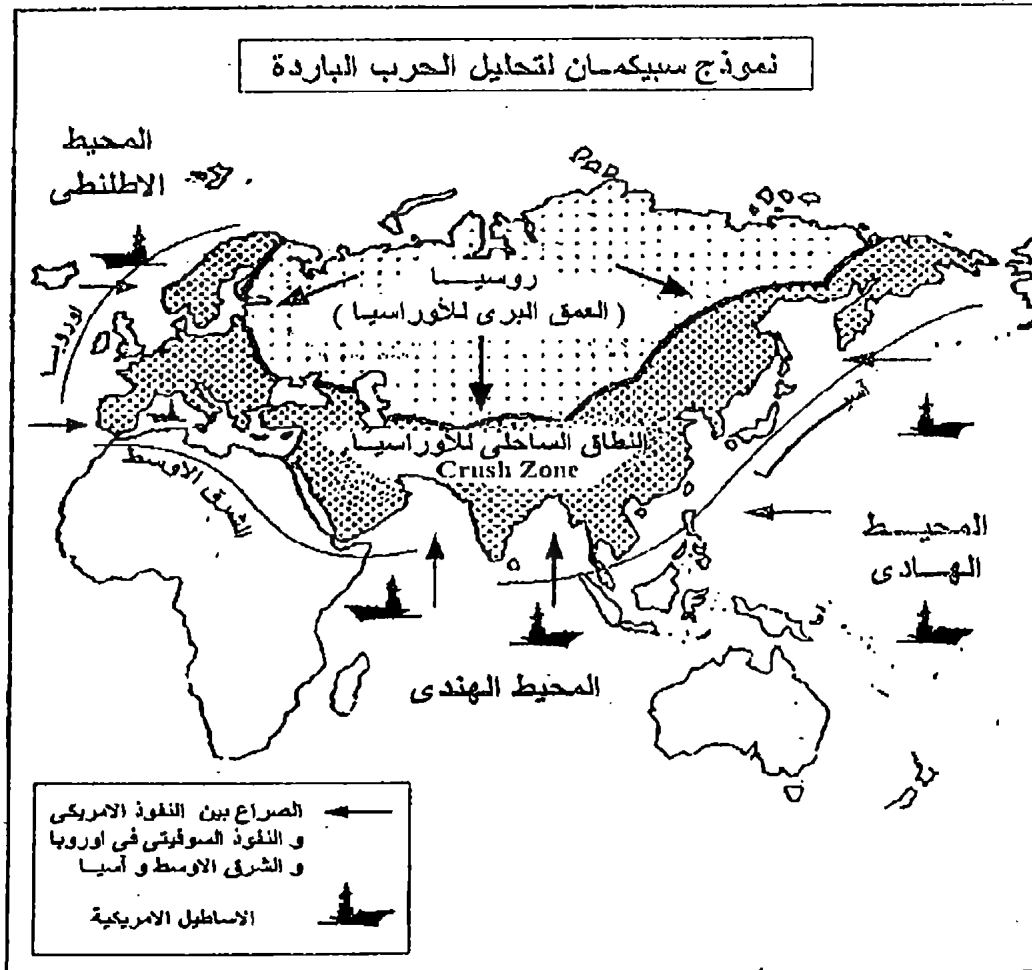 نموذج سبيكمان لتحليل الحرب الباردة
المحيط
الاطلنطى
اوروبا
روسيا
( العمق البرى للأوراسيا )
النطاق الساحلى للأوراسيا
Crush Zone
الشرق الاوسط
آسيا
المحيط
الهادى
المحيط الهندى
الصراع بين النفوذ الامريكى
و النفوذ السوفيتى فى اوروبا
و الشرق الاوسط و آسيا
الاساطيل الامريكية